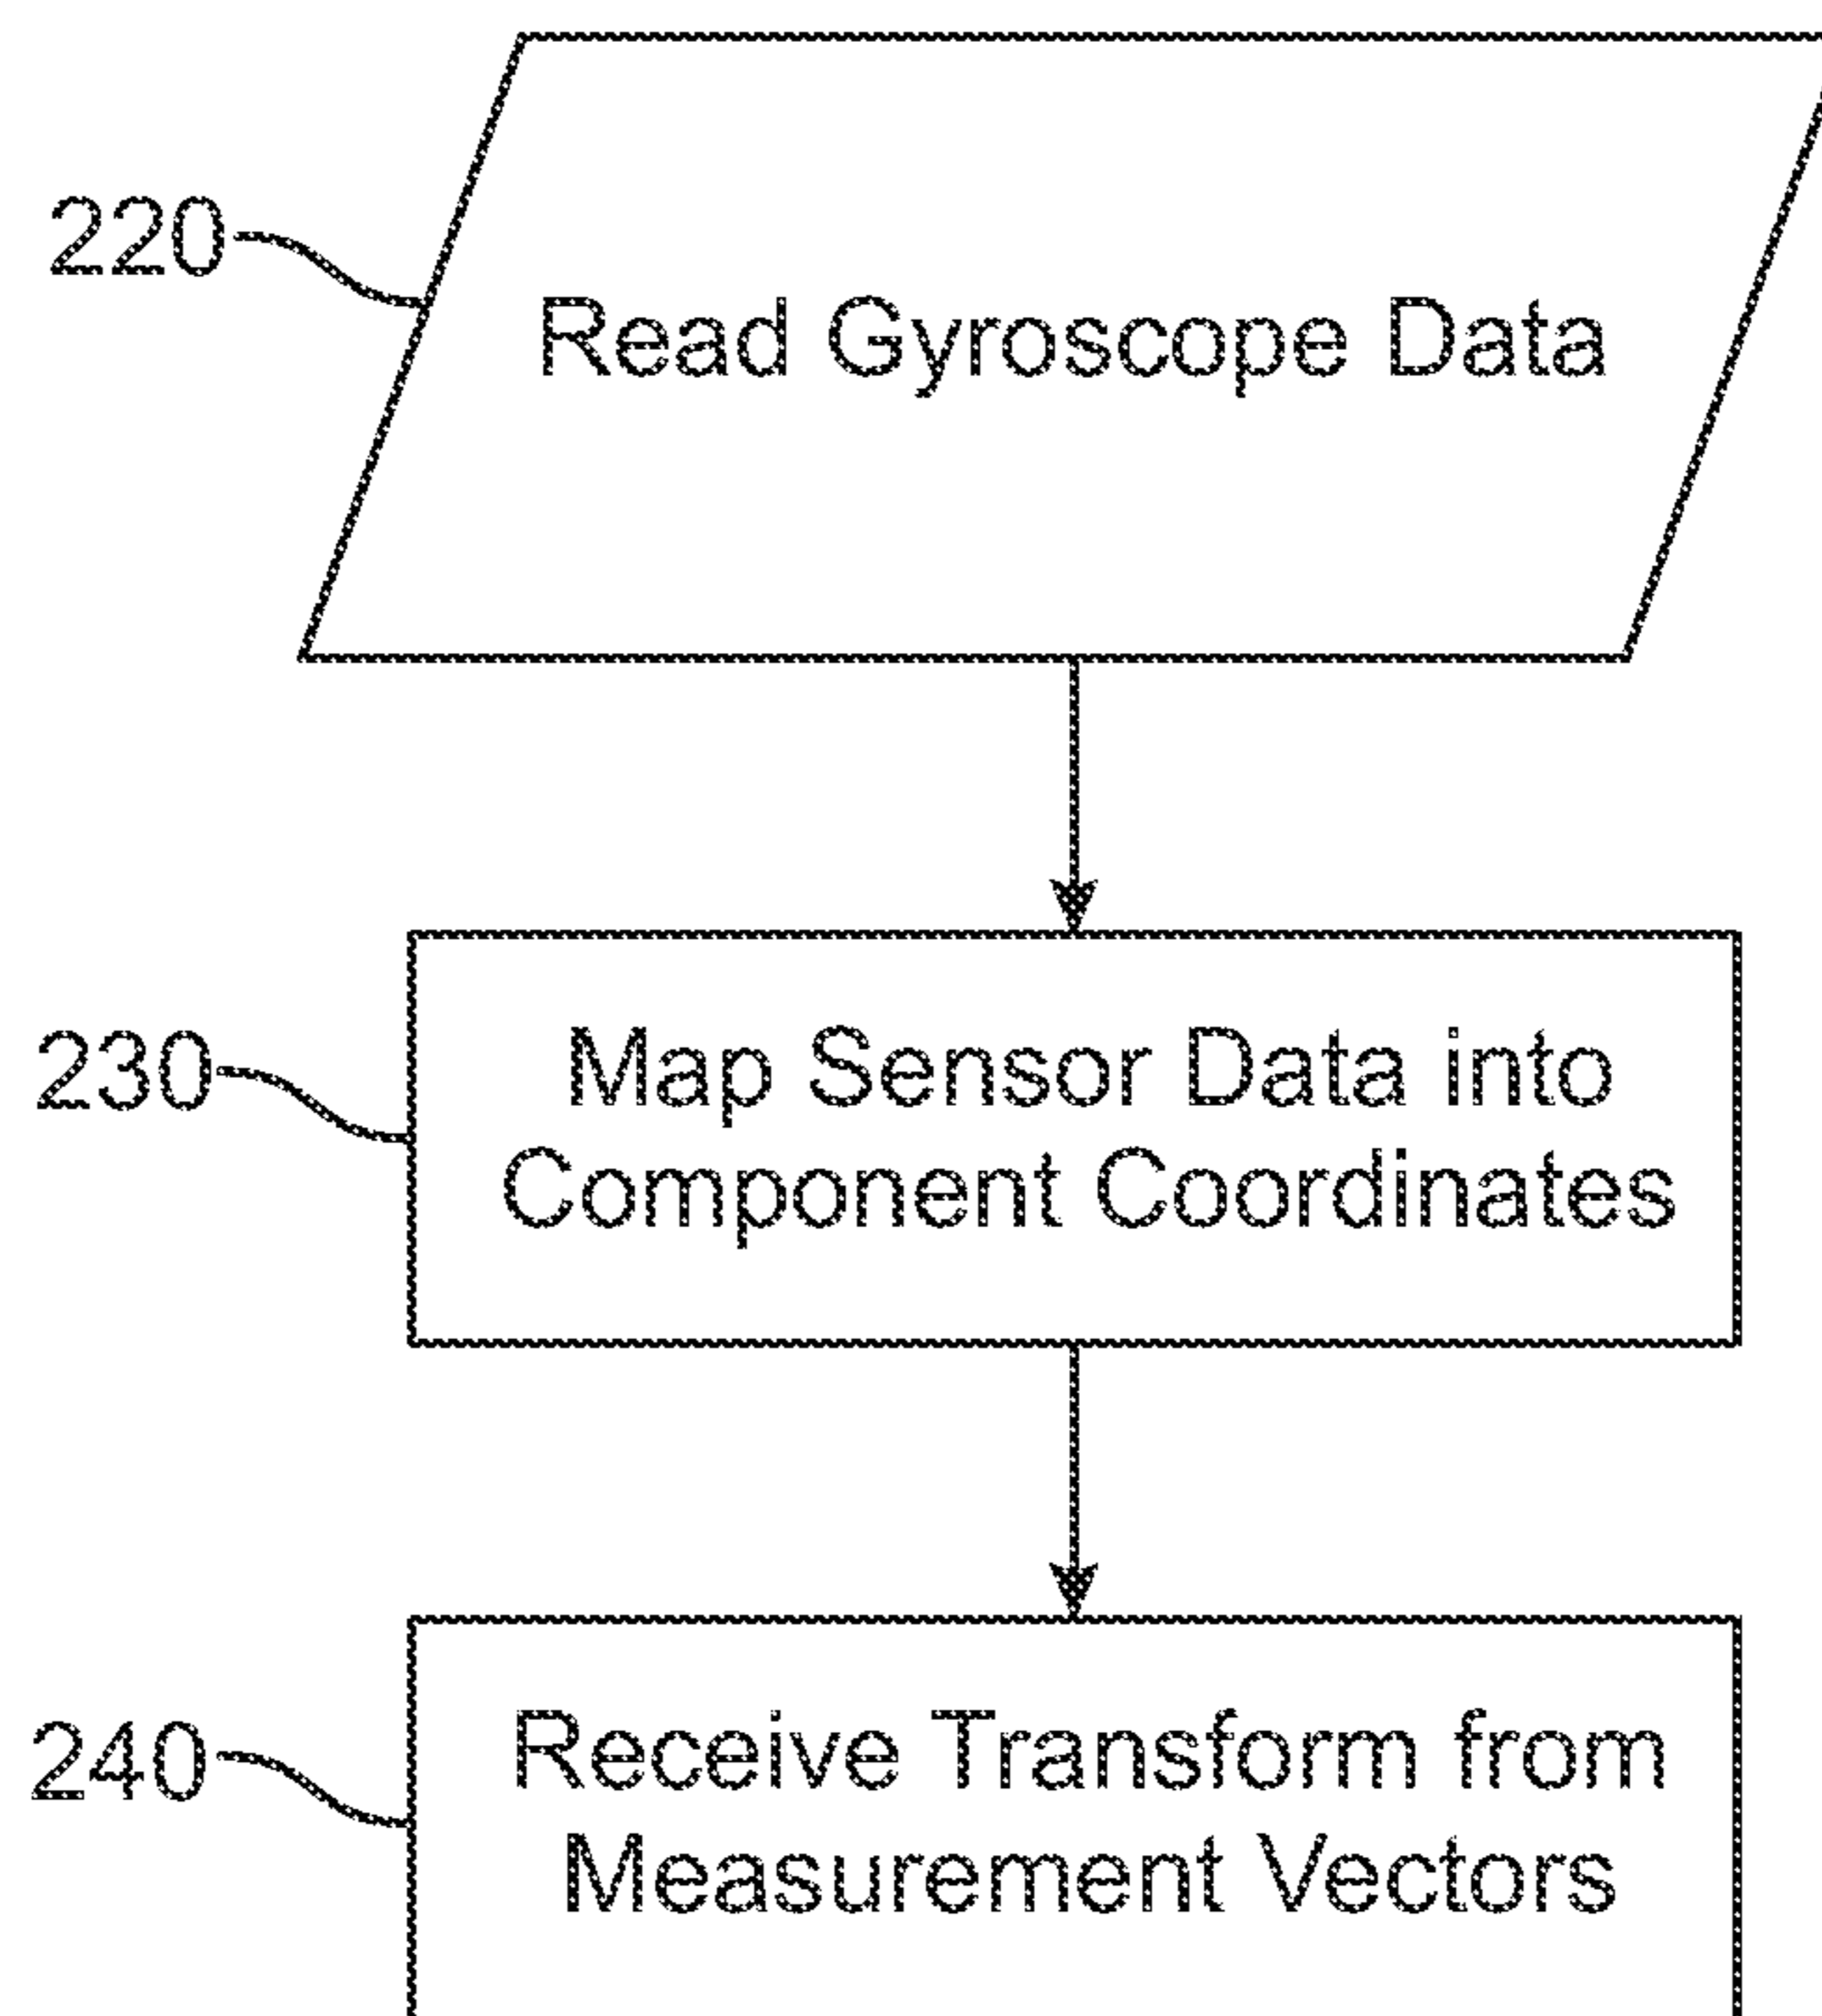 220
Read Gyroscope Data
230
Map Sensor Data into
Component Coordinates
240
Receive Transform from
Measurement Vectors